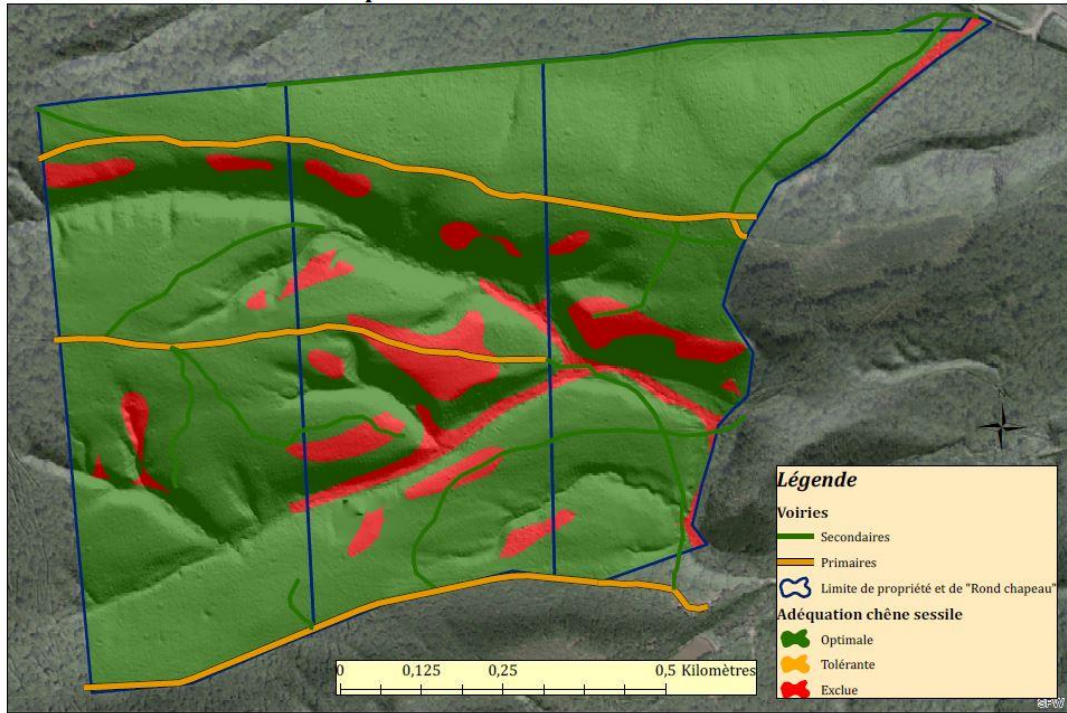 N
Légende
Voiries
Secondaires
Primaires
Limite de propriété et de "Rond chapeau"
Adéquation chêne sessile
Optimale
Tolérante
Exclue
0 0,125 0,25 0,5 Kilomètres
SPW